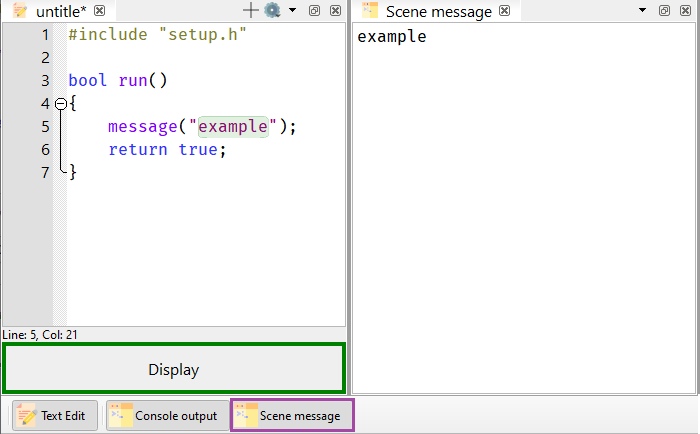 untitle*
1 #include "setup.h"
2
3 bool run()
4 {
5 message("example");
6 return true;
7 }
Line: 5, Col: 21
Display
Scene message
example
Text Edit
Console output
Scene message